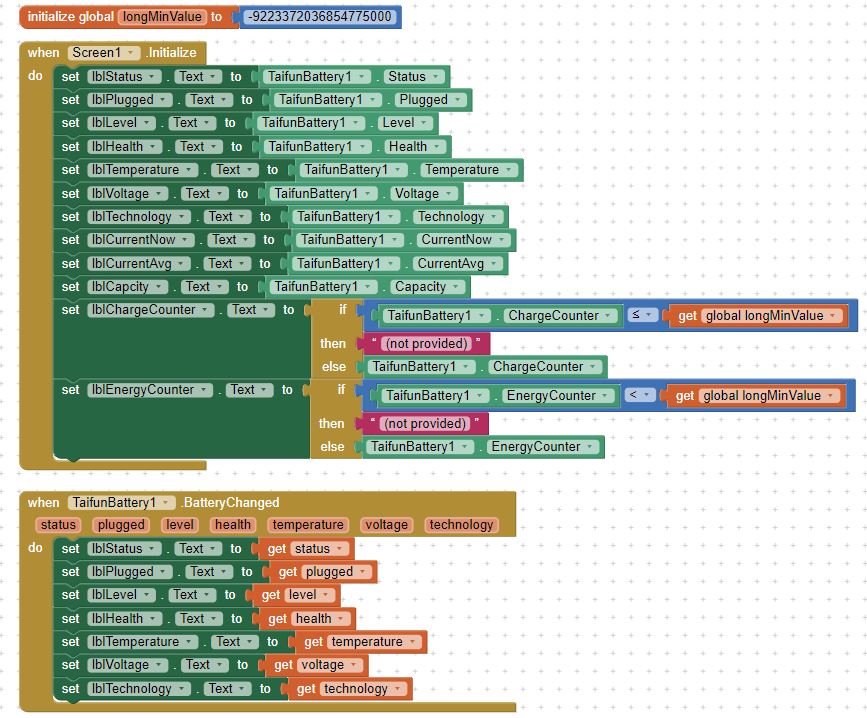 initialize global longMinValue to -9223372036854775000
when Screen1 .Initialize
do set lblStatus . Text to TaifunBattery1 . Status
set lblPlugged . Text to TaifunBattery1 . Plugged
set lblLevel . Text to TaifunBattery1 . Level
set lblHealth . Text to TaifunBattery1 . Health
set lblTemperature . Text to TaifunBattery1 . Temperature
set lblVoltage . Text to TaifunBattery1 . Voltage
set lblTechnology . Text to TaifunBattery1 . Technology
set lblCurrentNow . Text to TaifunBattery1 . CurrentNow
set lblCurrentAvg . Text to TaifunBattery1 . CurrentAvg
set lblCapcity . Text to TaifunBattery1 . Capacity
set lblChargeCounter . Text to if TaifunBattery1 . ChargeCounter ≤ get global longMinValue
then " (not provided) "
else TaifunBattery1 . ChargeCounter
set lblEnergyCounter . Text to if TaifunBattery1 . EnergyCounter < get global longMinValue
then " (not provided) "
else TaifunBattery1 . EnergyCounter
when TaifunBattery1 .BatteryChanged
status plugged level health temperature voltage technology
do set lblStatus . Text to get status
set lblPlugged . Text to get plugged
set lblLevel . Text to get level
set lblHealth . Text to get health
set lblTemperature . Text to get temperature
set lblVoltage . Text to get voltage
set lblTechnology . Text to get technology